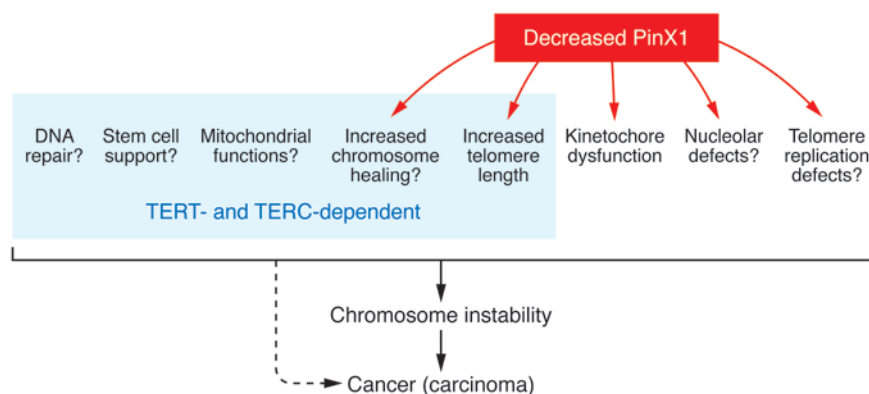 Decreased PinX1
DNA
repair?
Stem cell
support?
Mitochondrial
functions?
Increased
chromosome
healing?
Increased
telomere
length
Kinetochore
dysfunction
Nucleolar
defects?
Telomere
replication
defects?
TERT- and TERC-dependent
Chromosome instability
Cancer (carcinoma)